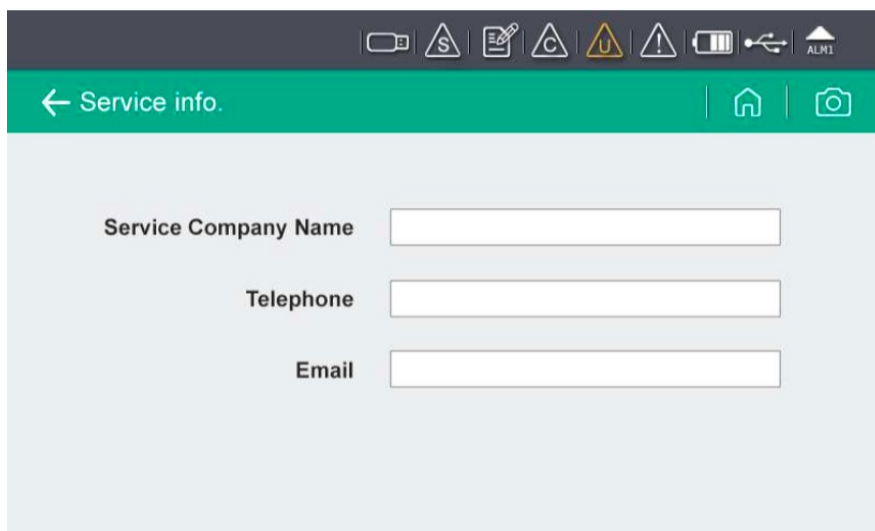 S
C
U
!
ALM1
Service info.
Service Company Name
Telephone
Email